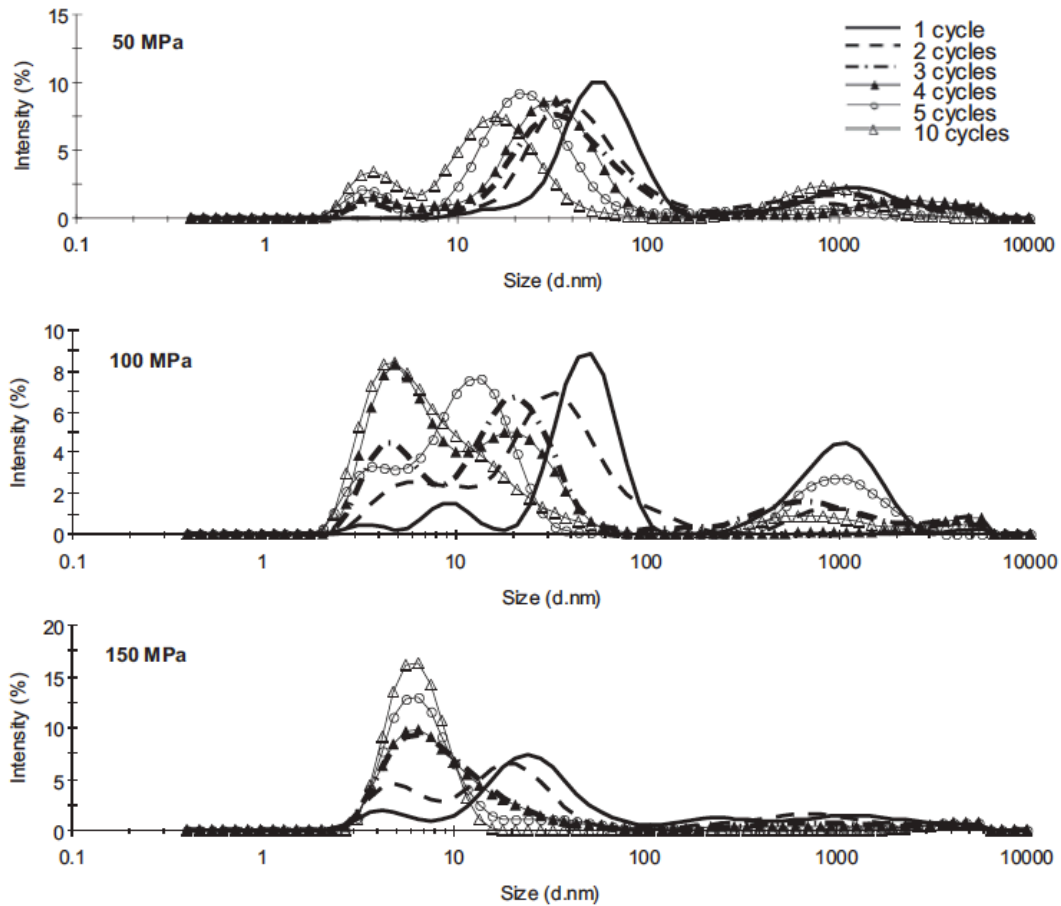 15
50 MPa
1 cycle
2 cycles
3 cycles
4 cycles
5 cycles
10 cycles
10
5
0
Intensity (%)
0.1 1 10 100 1000 10000
Size (d.nm)
10
100 MPa
8
6
4
2
0
Intensity (%)
0.1 1 10 100 1000 10000
Size (d.nm)
20
150 MPa
15
10
5
0
Intensity (%)
0.1 1 10 100 1000 10000
Size (d.nm)